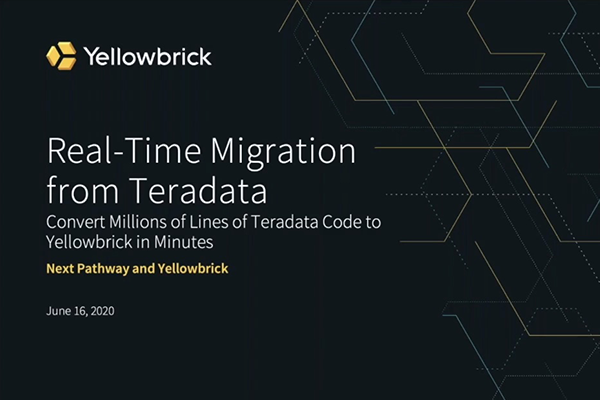 Yellowbrick
Real-Time Migration
from Teradata
Convert Millions of Lines of Teradata Code to
Yellowbrick in Minutes
Next Pathway and Yellowbrick
June 16, 2020